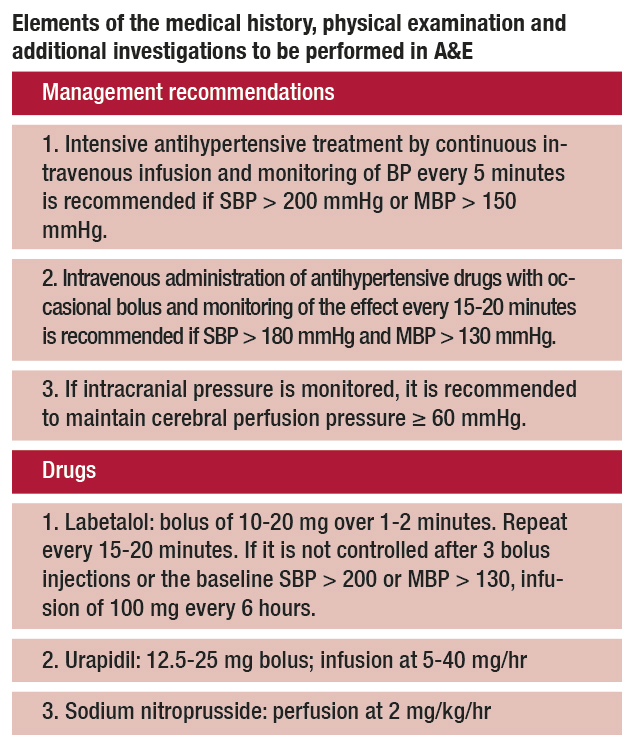 Elements of the medical history, physical examination and
additional investigations to be performed in A&E
Management recommendations
1. Intensive antihypertensive treatment by continuous in-
travenous infusion and monitoring of BP every 5 minutes
is recommended if SBP > 200 mmHg or MBP > 150
mmHg.
2. Intravenous administration of antihypertensive drugs with oc-
casional bolus and monitoring of the effect every 15-20 minutes
is recommended if SBP > 180 mmHg and MBP > 130 mmHg.
3. If intracranial pressure is monitored, it is recommended
to maintain cerebral perfusion pressure ≥ 60 mmHg.
Drugs
1. Labetalol: bolus of 10-20 mg over 1-2 minutes. Repeat
every 15-20 minutes. If it is not controlled after 3 bolus
injections or the baseline SBP > 200 or MBP > 130, infu-
sion of 100 mg every 6 hours.
2. Urapidil: 12.5-25 mg bolus; infusion at 5-40 mg/hr
3. Sodium nitroprusside: perfusion at 2 mg/kg/hr